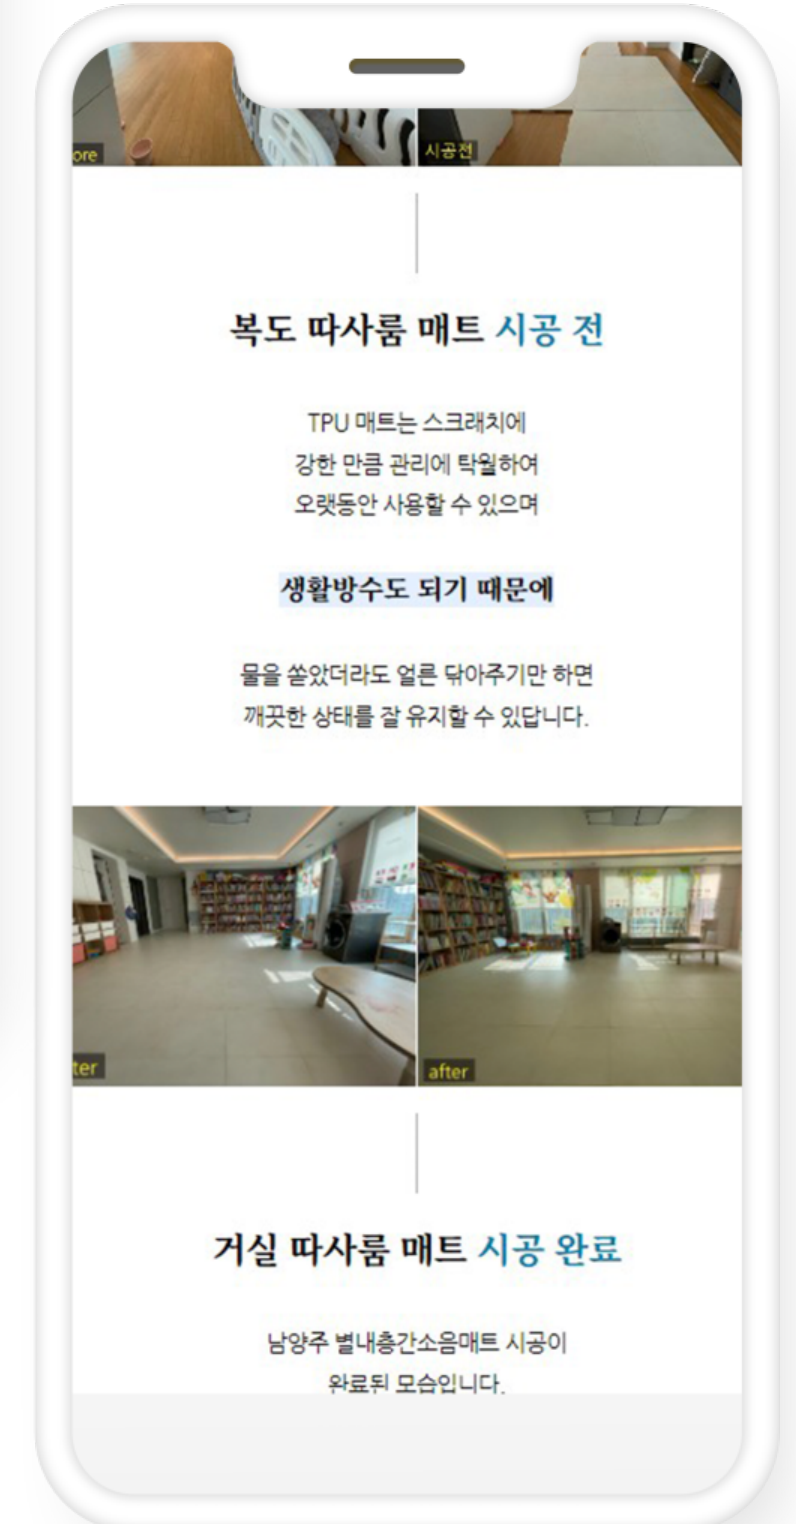 ore
시공전
복도 따사룸 매트 시공 전
TPU 매트는 스크래치에
강한 만큼 관리에 탁월하여
오랫동안 사용할 수 있으며
생활방수도 되기 때문에
물을 쏟았더라도 얼른 닦아주기만 하면
깨끗한 상태를 잘 유지할 수 있답니다.
ter
after
거실 따사룸 매트 시공 완료
남양주 별내층간소음매트 시공이
완료된 모습입니다.